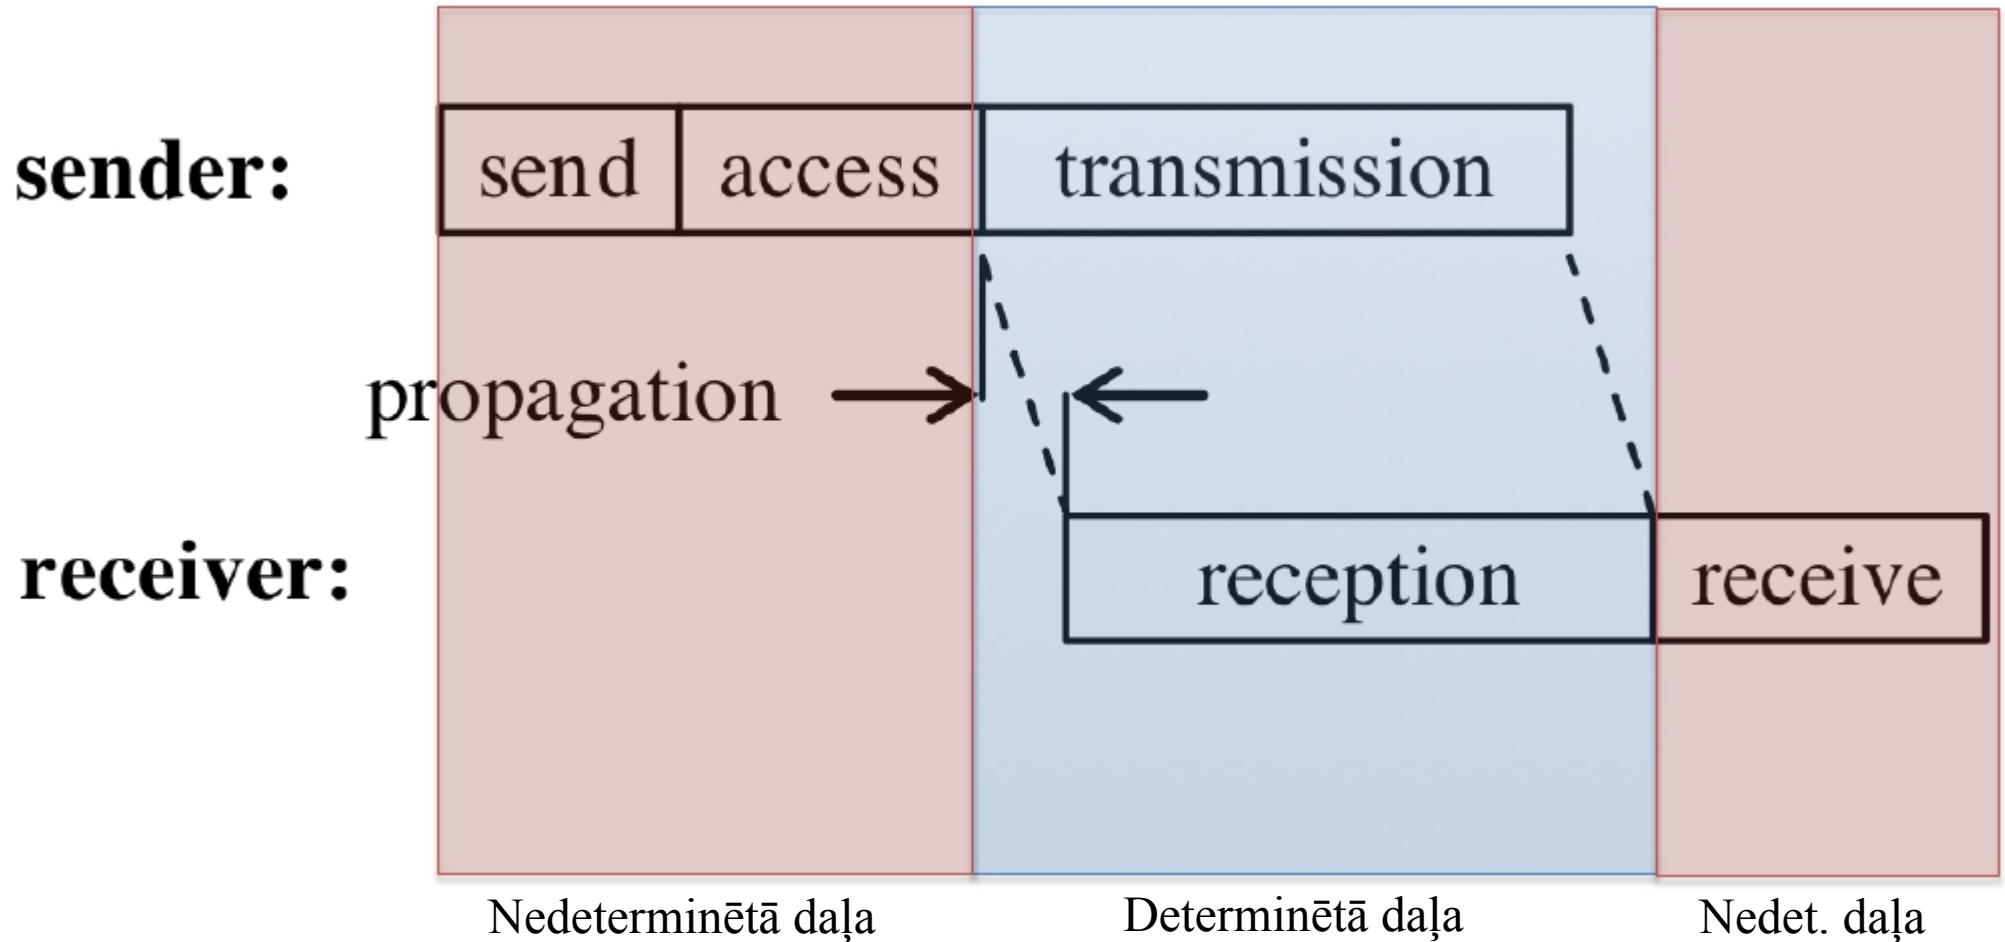 sender: send access transmission
propagation
receiver: reception receive
Nedeterminētā daļa Determinētā daļa Nedet. daļa